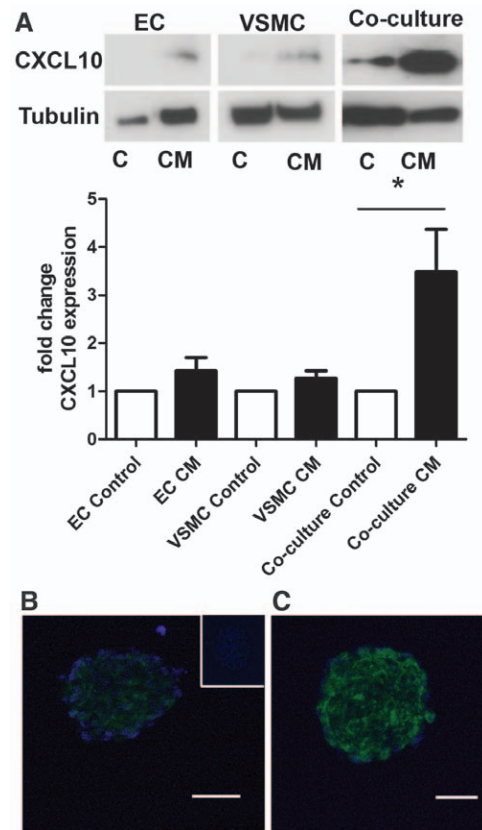 A
EC VSMC Co-culture
CXCL10
Tubulin
C CM C CM C CM
*
fold change
CXCL10 expression
5
4
3
2
1
0
EC Control
EC CM
VSMC Control
VSMC CM
Co-culture Control
Co-culture CM
B C